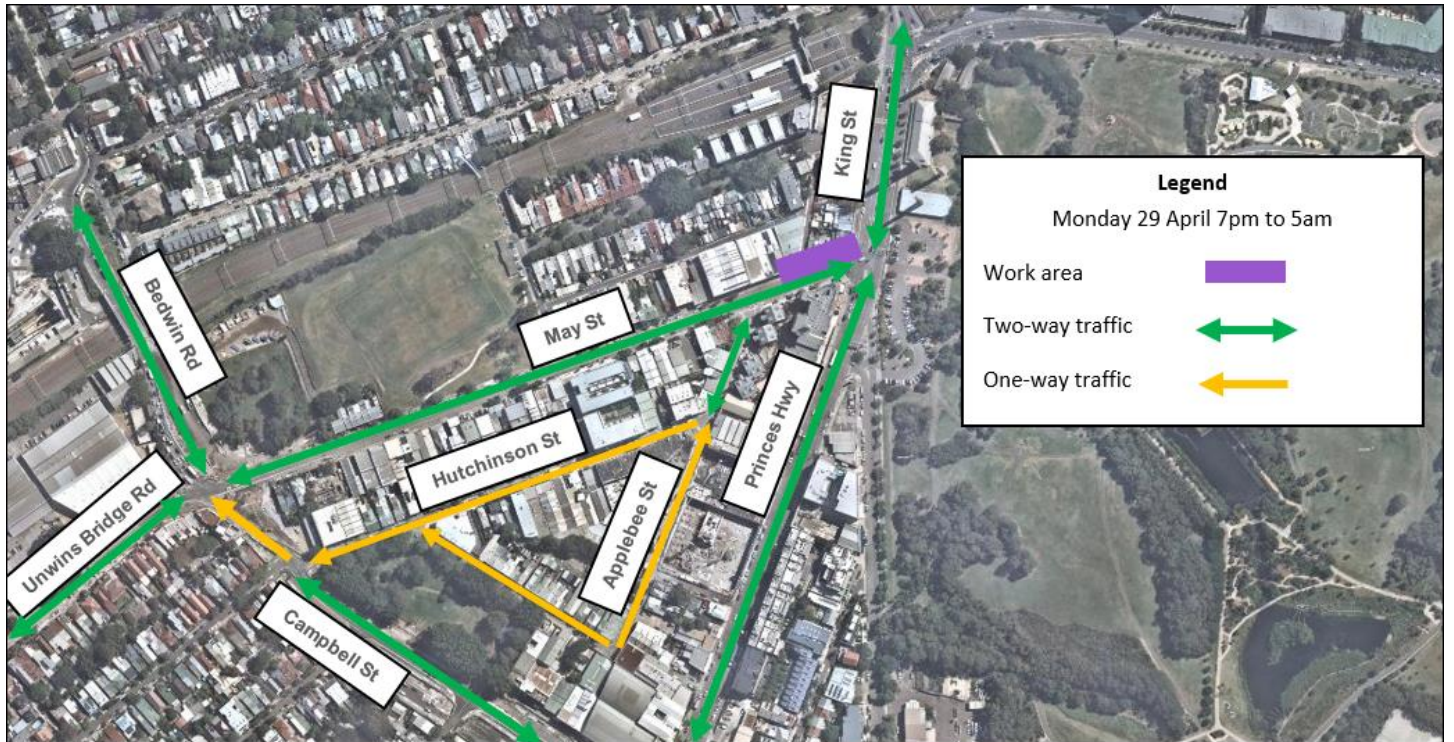 King St
Legend
Monday 29 April 7pm to 5am
Work area
Two-way traffic
One-way traffic
Bedwin Rd
May St
Princes Hwy
Hutchinson St
Applebee St
Unwins Bridge Rd
Campbell St